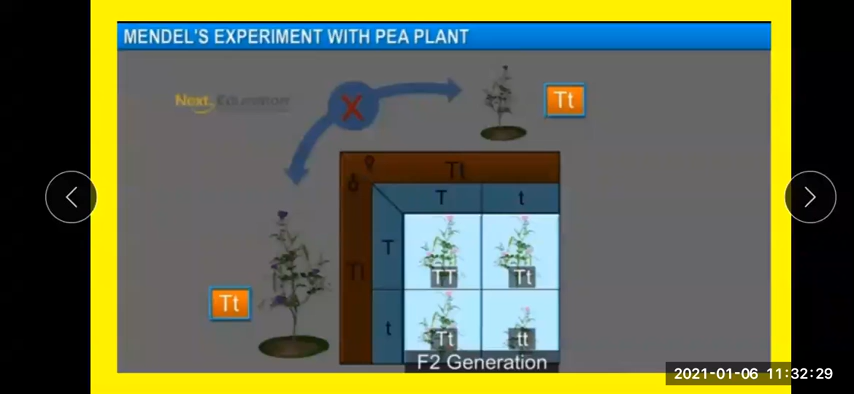 MENDEL'S EXPERIMENT WITH PEA PLANT
Next Education
X
Tt
Tt
T t
T
Tt
TT Tt
Tt
t
Tt tt
F2 Generation
2021-01-06 11:32:29